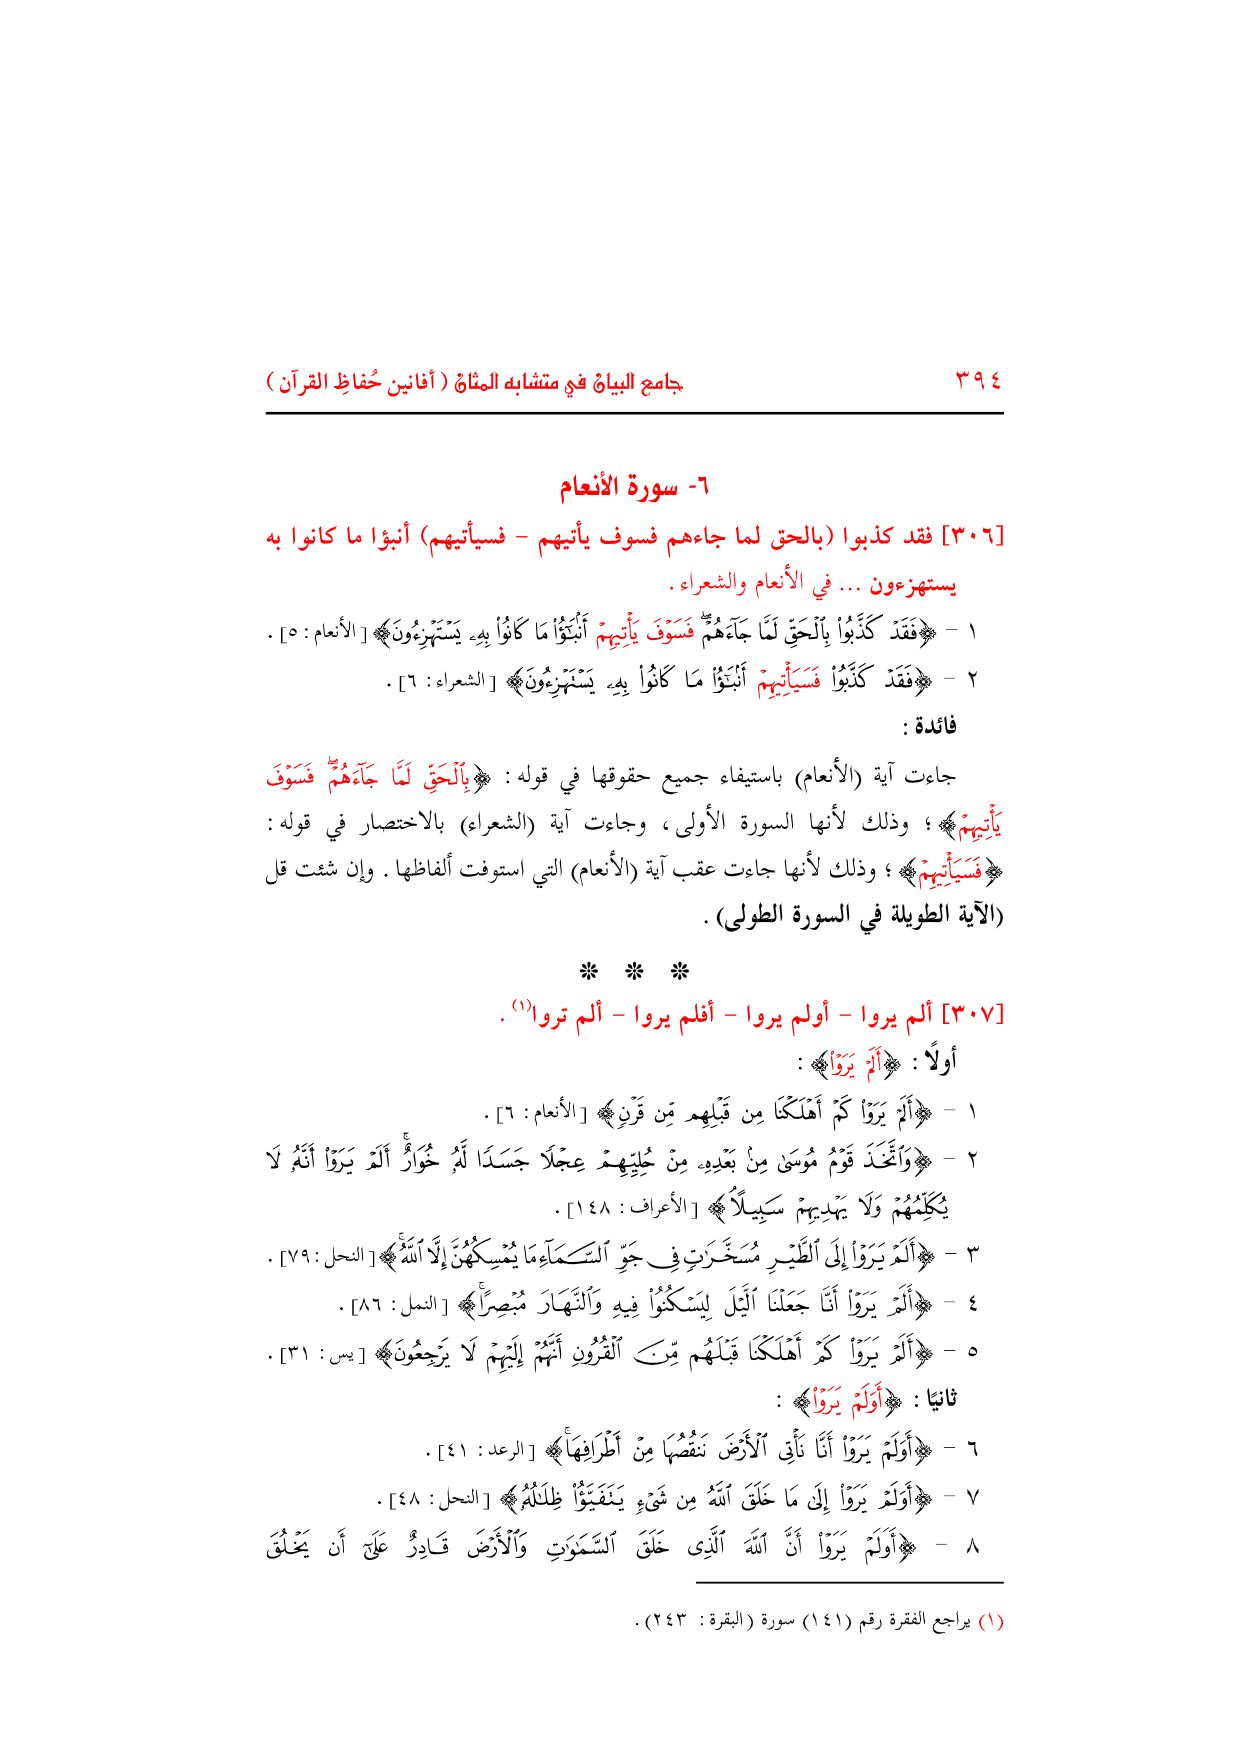 ٣٩٤ جامع البيان في متشابه المثان ( أفانين حُفاظِ القرآن )
٦- سورة الأنعام
[٣٠٦] فقد كذبوا (بالحق لما جاءهم فسوف يأتيهم – فسيأتيهم) أنبؤا ما كانوا به
يستهزءون ... في الأنعام والشعراء .
١ – ﴿فَقَدْ كَذَّبُوا۟ بِٱلْحَقِّ لَمَّا جَآءَهُمْ ۖ فَسَوْفَ يَأْتِيهِمْ أَنۢبَـٰٓؤُا۟ مَا كَانُوا۟ بِهِۦ يَسْتَهْزِءُونَ﴾ [الأنعام : ٥] .
٢ – ﴿فَقَدْ كَذَّبُوا۟ فَسَيَأْتِيهِمْ أَنۢبَـٰٓؤُا۟ مَا كَانُوا۟ بِهِۦ يَسْتَهْزِءُونَ﴾ [الشعراء : ٦] .
فائدة :
جاءت آية (الأنعام) باستيفاء جميع حقوقها في قوله : ﴿بِٱلْحَقِّ لَمَّا جَآءَهُمْ ۖ فَسَوْفَ
يَأْتِيهِمْ﴾ ؛ وذلك لأنها السورة الأولى ، وجاءت آية (الشعراء) بالاختصار في قوله :
﴿فَسَيَأْتِيهِمْ﴾ ؛ وذلك لأنها جاءت عقب آية (الأنعام) التي استوفت ألفاظها . وإن شئت قل
(الآية الطويلة في السورة الطولى) .
❊ ❊ ❊
[٣٠٧] ألم يروا – أولم يروا – أفلم يروا – ألم تروا(١) .
أولًا : ﴿أَلَمْ يَرَوْا۟﴾ :
١ – ﴿أَلَمْ يَرَوْا۟ كَمْ أَهْلَكْنَا مِن قَبْلِهِم مِّن قَرْنٍ﴾ [الأنعام : ٦] .
٢ – ﴿وَٱتَّخَذَ قَوْمُ مُوسَىٰ مِنۢ بَعْدِهِۦ مِنْ حُلِيِّهِمْ عِجْلًا جَسَدًا لَّهُۥ خُوَارٌ ۚ أَلَمْ يَرَوْا۟ أَنَّهُۥ لَا
يُكَلِّمُهُمْ وَلَا يَهْدِيهِمْ سَبِيلًا ۘ﴾ [الأعراف : ١٤٨] .
٣ – ﴿أَلَمْ يَرَوْا۟ إِلَى ٱلطَّيْرِ مُسَخَّرَٰتٍ فِى جَوِّ ٱلسَّمَآءِ مَا يُمْسِكُهُنَّ إِلَّا ٱللَّهُ ۗ﴾ [النحل : ٧٩] .
٤ – ﴿أَلَمْ يَرَوْا۟ أَنَّا جَعَلْنَا ٱلَّيْلَ لِيَسْكُنُوا۟ فِيهِ وَٱلنَّهَارَ مُبْصِرًا ۚ﴾ [النمل : ٨٦] .
٥ – ﴿أَلَمْ يَرَوْا۟ كَمْ أَهْلَكْنَا قَبْلَهُم مِّنَ ٱلْقُرُونِ أَنَّهُمْ إِلَيْهِمْ لَا يَرْجِعُونَ﴾ [يس : ٣١] .
ثانيًا : ﴿أَوَلَمْ يَرَوْا۟﴾ :
٦ – ﴿أَوَلَمْ يَرَوْا۟ أَنَّا نَأْتِى ٱلْأَرْضَ نَنقُصُهَا مِنْ أَطْرَافِهَا ۚ﴾ [الرعد : ٤١] .
٧ – ﴿أَوَلَمْ يَرَوْا۟ إِلَىٰ مَا خَلَقَ ٱللَّهُ مِن شَىْءٍ يَتَفَيَّؤُا۟ ظِلَـٰلُهُۥ﴾ [النحل : ٤٨] .
٨ – ﴿أَوَلَمْ يَرَوْا۟ أَنَّ ٱللَّهَ ٱلَّذِى خَلَقَ ٱلسَّمَـٰوَٰتِ وَٱلْأَرْضَ قَادِرٌ عَلَىٰٓ أَن يَخْلُقَ
(١) يراجع الفقرة رقم (١٤١) سورة (البقرة : ٢٤٣) .